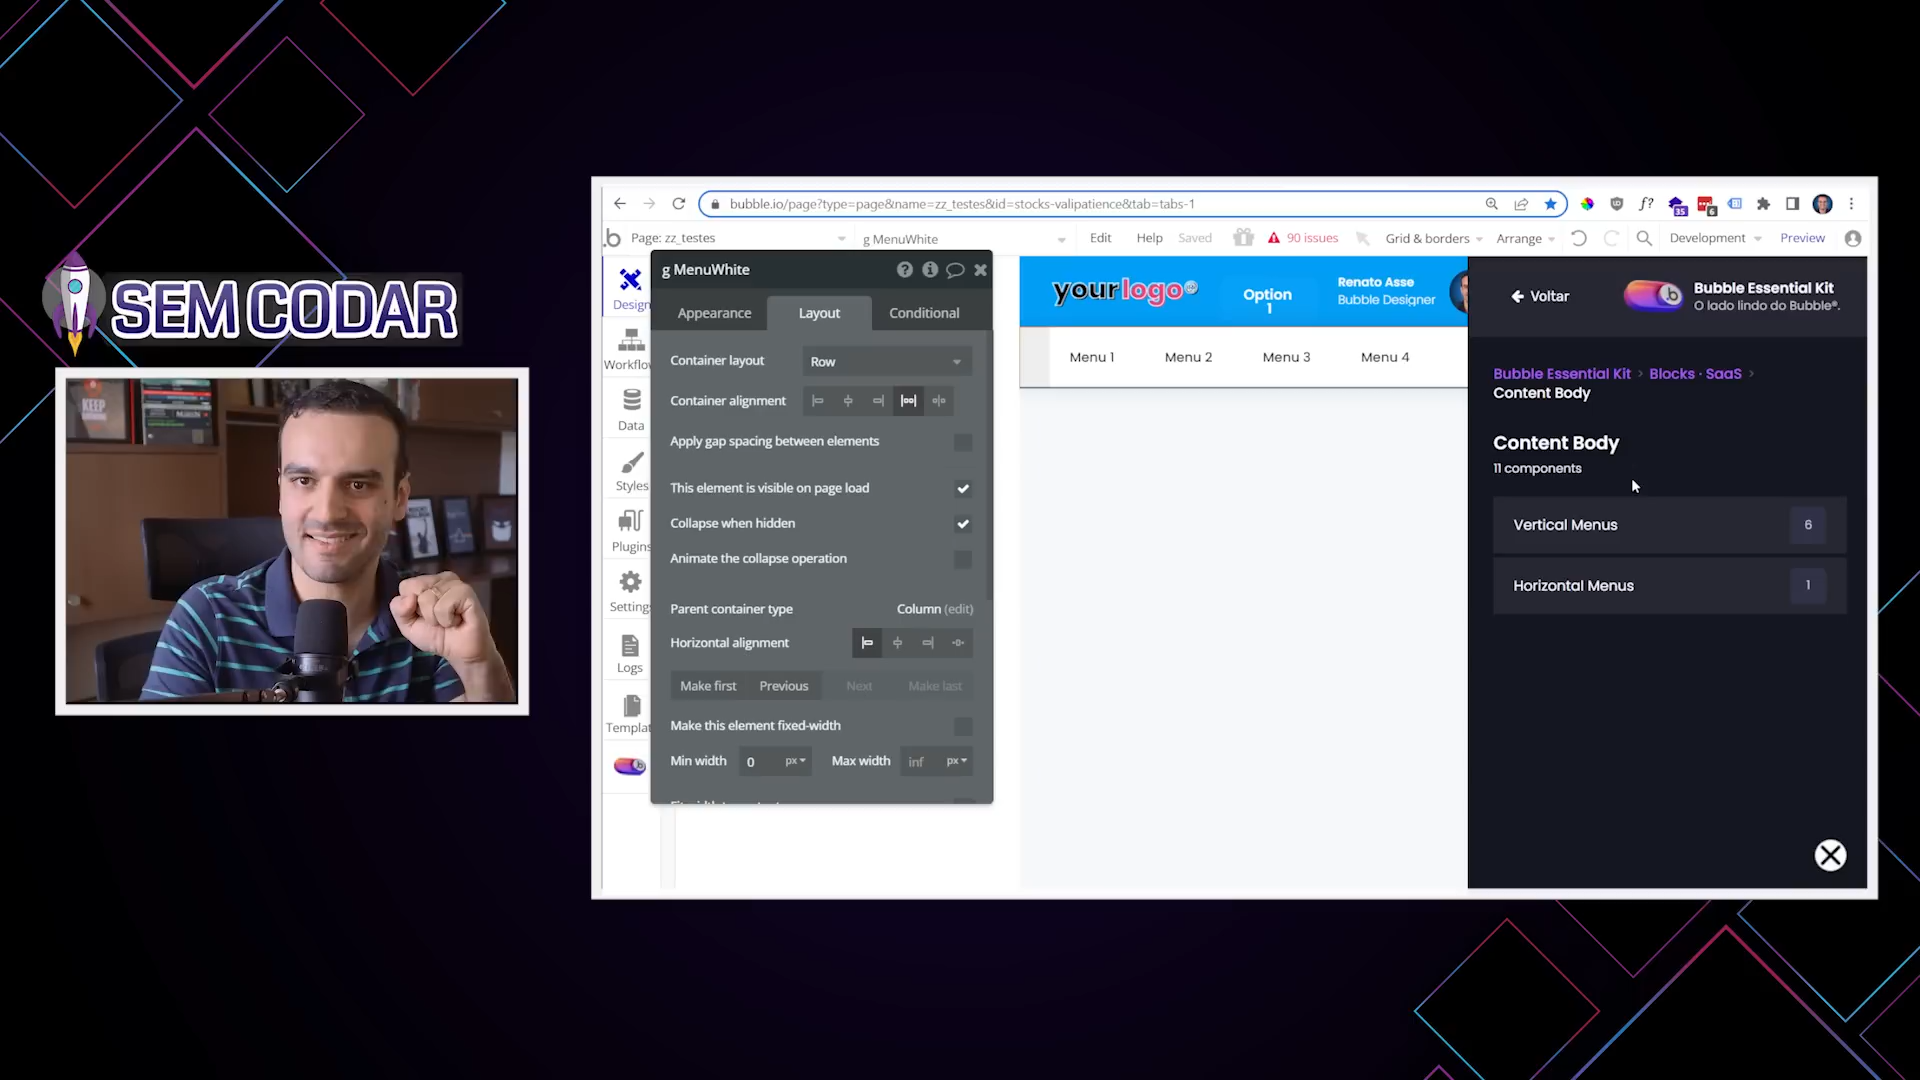 SEM CODAR
KEEP
bubble.io/page?type=page&name=zz_testes&id=stocks-valipatience&tab=tabs-1
f?
35
6
Page: zz_testes
g MenuWhite
Edit
Help
Saved
90 issues
Grid & borders
Arrange
Development
Preview
Design
Workflow
Data
Styles
Plugins
Settings
Logs
Templat
g MenuWhite
Appearance
Layout
Conditional
Container layout
Row
Container alignment
Apply gap spacing between elements
This element is visible on page load
Collapse when hidden
Animate the collapse operation
Parent container type
Column (edit)
Horizontal alignment
Make first
Previous
Next
Make last
Make this element fixed-width
Min width
0
px
Max width
inf
px
yourlogo
Option
1
Renato Asse
Bubble Designer
Menu 1
Menu 2
Menu 3
Menu 4
Voltar
b
Bubble Essential Kit
O lado lindo do Bubble®.
Bubble Essential Kit > Blocks · SaaS >
Content Body
Content Body
11 components
Vertical Menus
6
Horizontal Menus
1